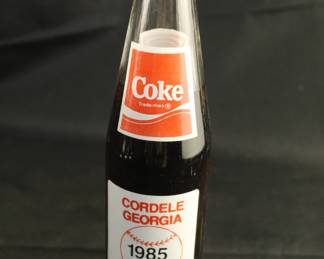 Coke
Trade-mark ®
CORDELE
GEORGIA
1985